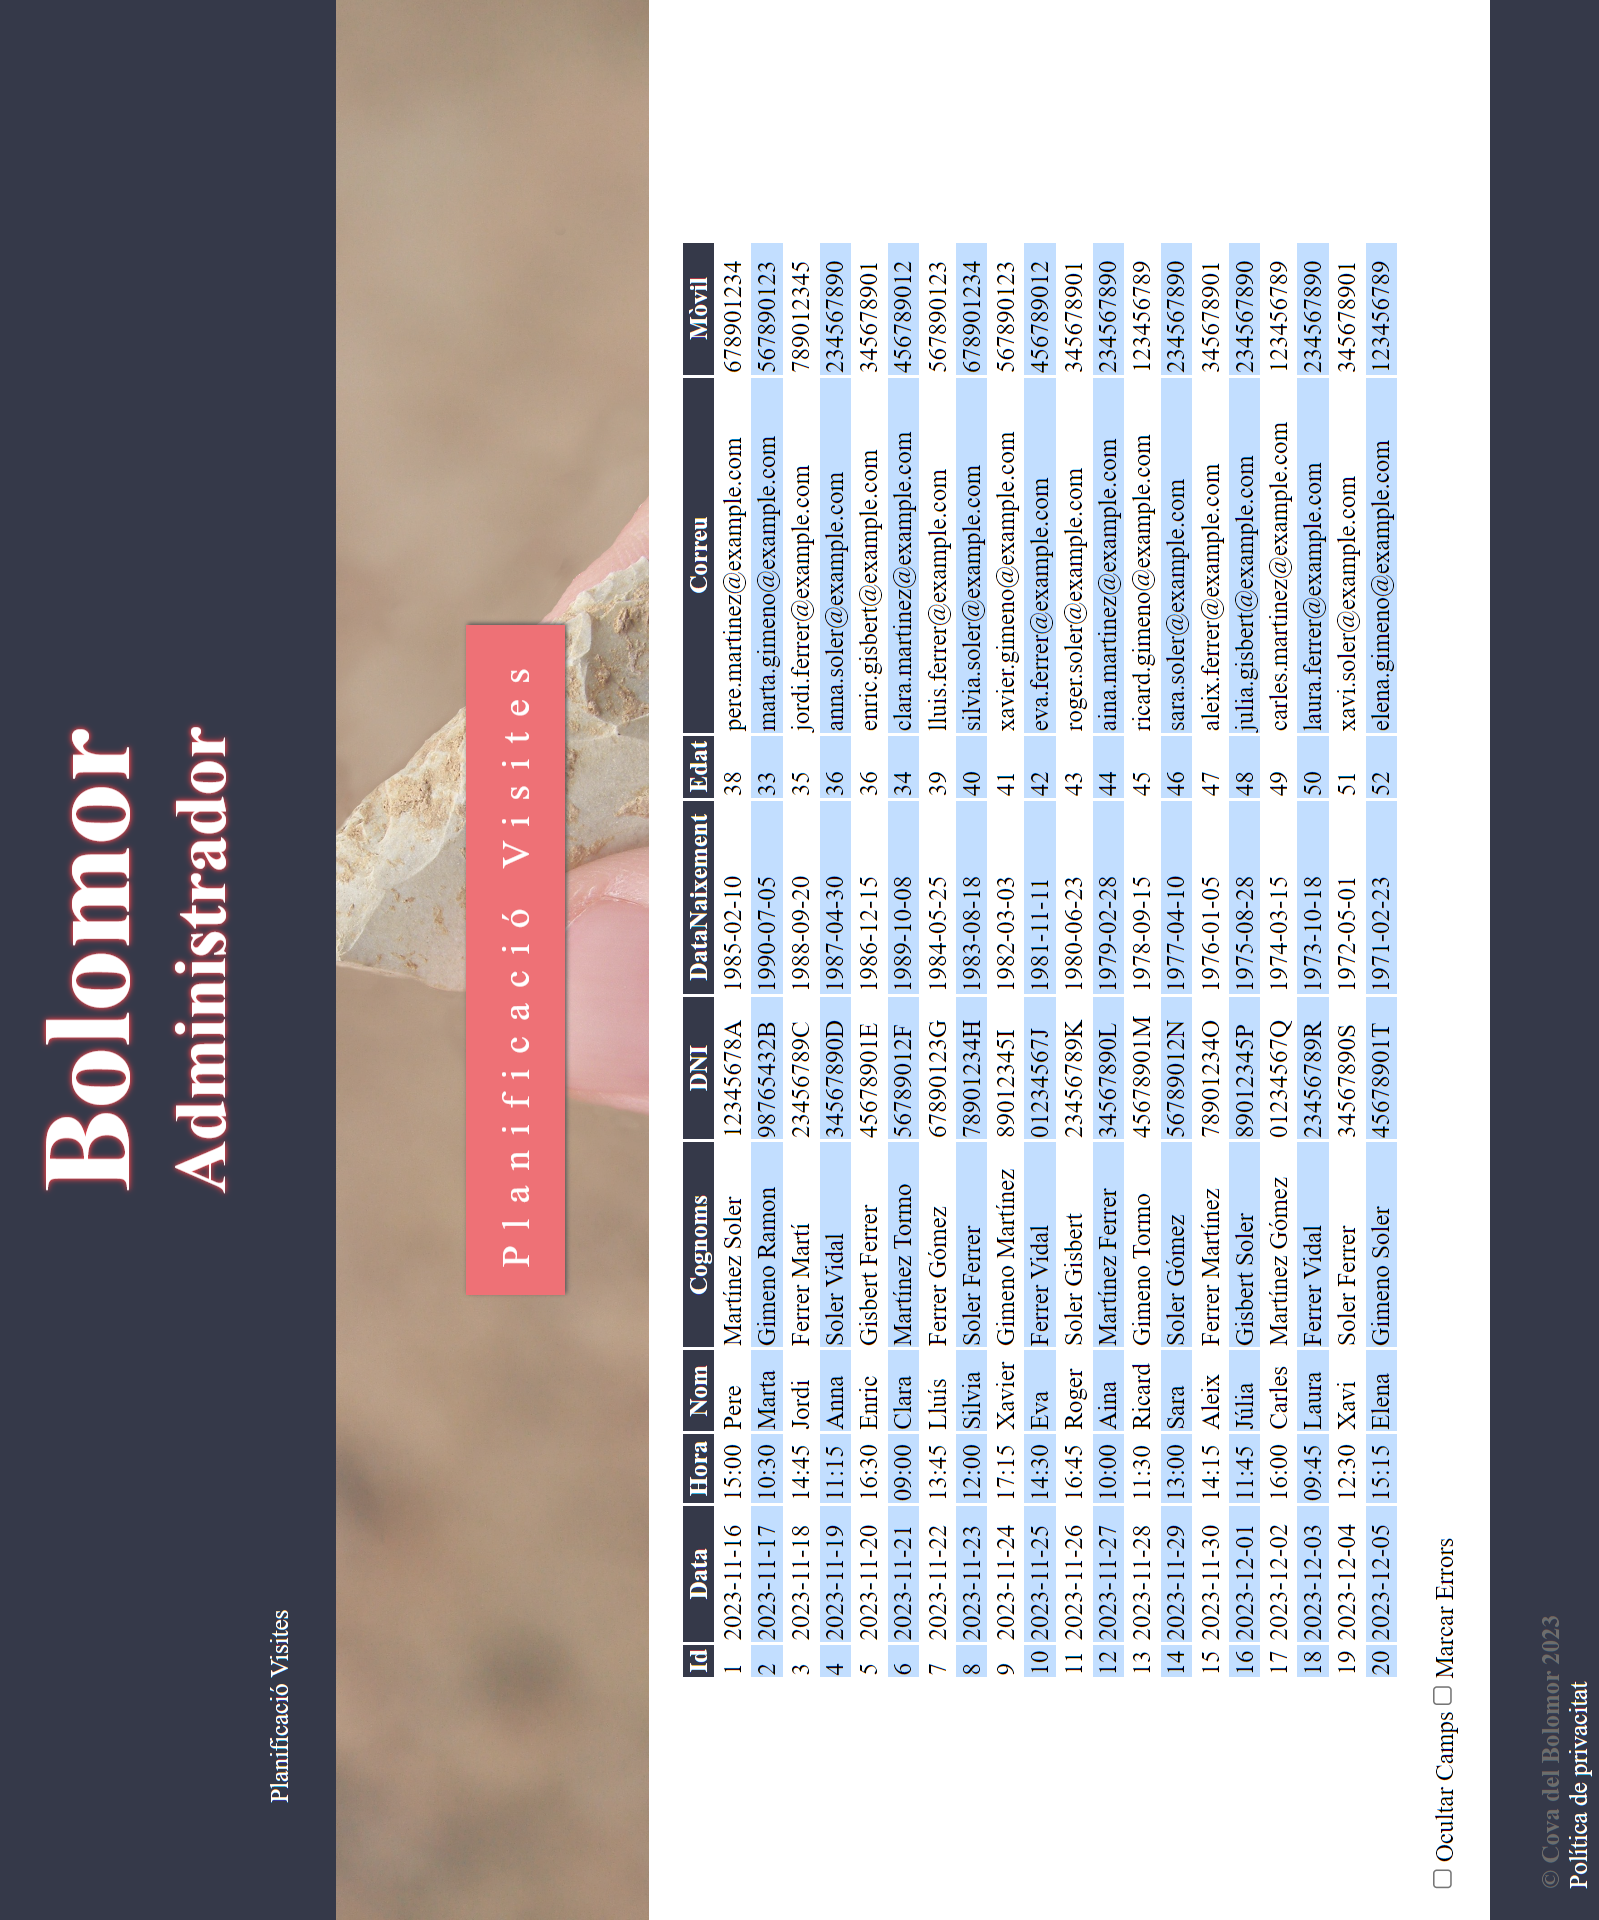 Bolomor
Administrador
Planificació Visites
Planificació Visites
Id Data Hora Nom Cognoms DNI DataNaixement Edat Correu Mòvil
1 2023-11-16 15:00 Pere Martínez Soler 12345678A 1985-02-10 38 pere.martinez@example.com 678901234
2 2023-11-17 10:30 Marta Gimeno Ramon 98765432B 1990-07-05 33 marta.gimeno@example.com 567890123
3 2023-11-18 14:45 Jordi Ferrer Martí 23456789C 1988-09-20 35 jordi.ferrer@example.com 789012345
4 2023-11-19 11:15 Anna Soler Vidal 34567890D 1987-04-30 36 anna.soler@example.com 234567890
5 2023-11-20 16:30 Enric Gisbert Ferrer 45678901E 1986-12-15 36 enric.gisbert@example.com 345678901
6 2023-11-21 09:00 Clara Martínez Tormo 56789012F 1989-10-08 34 clara.martinez@example.com 456789012
7 2023-11-22 13:45 Lluís Ferrer Gómez 67890123G 1984-05-25 39 lluis.ferrer@example.com 567890123
8 2023-11-23 12:00 Silvia Soler Ferrer 78901234H 1983-08-18 40 silvia.soler@example.com 678901234
9 2023-11-24 17:15 Xavier Gimeno Martínez 89012345I 1982-03-03 41 xavier.gimeno@example.com 567890123
10 2023-11-25 14:30 Eva Ferrer Vidal 01234567J 1981-11-11 42 eva.ferrer@example.com 456789012
11 2023-11-26 16:45 Roger Soler Gisbert 23456789K 1980-06-23 43 roger.soler@example.com 345678901
12 2023-11-27 10:00 Aina Martínez Ferrer 34567890L 1979-02-28 44 aina.martinez@example.com 234567890
13 2023-11-28 11:30 Ricard Gimeno Tormo 45678901M 1978-09-15 45 ricard.gimeno@example.com 123456789
14 2023-11-29 13:00 Sara Soler Gómez 56789012N 1977-04-10 46 sara.soler@example.com 234567890
15 2023-11-30 14:15 Aleix Ferrer Martínez 78901234O 1976-01-05 47 aleix.ferrer@example.com 345678901
16 2023-12-01 11:45 Júlia Gisbert Soler 89012345P 1975-08-28 48 julia.gisbert@example.com 234567890
17 2023-12-02 16:00 Carles Martínez Gómez 01234567Q 1974-03-15 49 carles.martinez@example.com 123456789
18 2023-12-03 09:45 Laura Ferrer Vidal 23456789R 1973-10-18 50 laura.ferrer@example.com 234567890
19 2023-12-04 12:30 Xavi Soler Ferrer 34567890S 1972-05-01 51 xavi.soler@example.com 345678901
20 2023-12-05 15:15 Elena Gimeno Soler 45678901T 1971-02-23 52 elena.gimeno@example.com 123456789
Ocultar Camps Marcar Errors
© Cova del Bolomor 2023
Política de privacitat